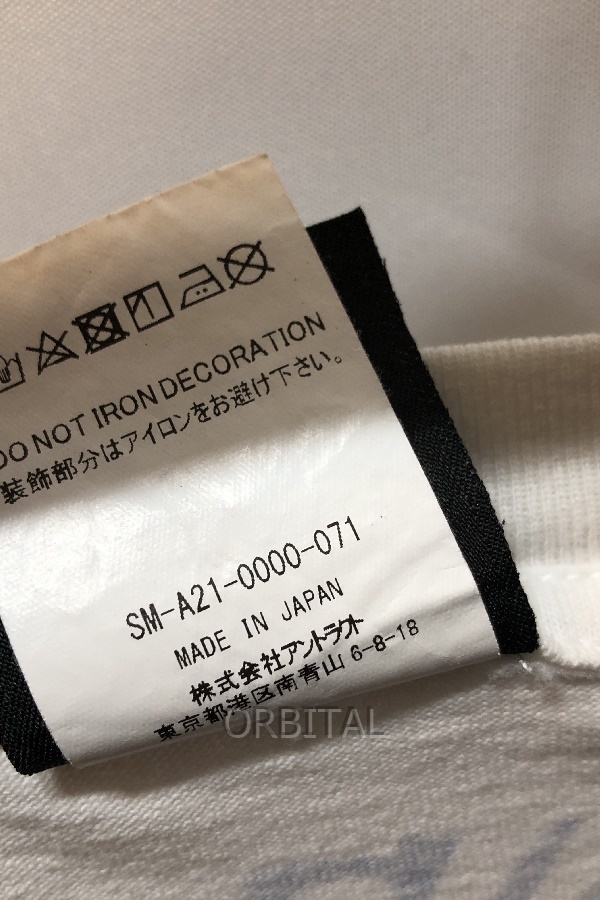 DO NOT IRON DECORATION
装飾部分はアイロンをお避け下さい。
SM-A21-0000-071
MADE IN JAPAN
株式会社アントラオト
東京都港区南青山 6-8-18
ORBITAL